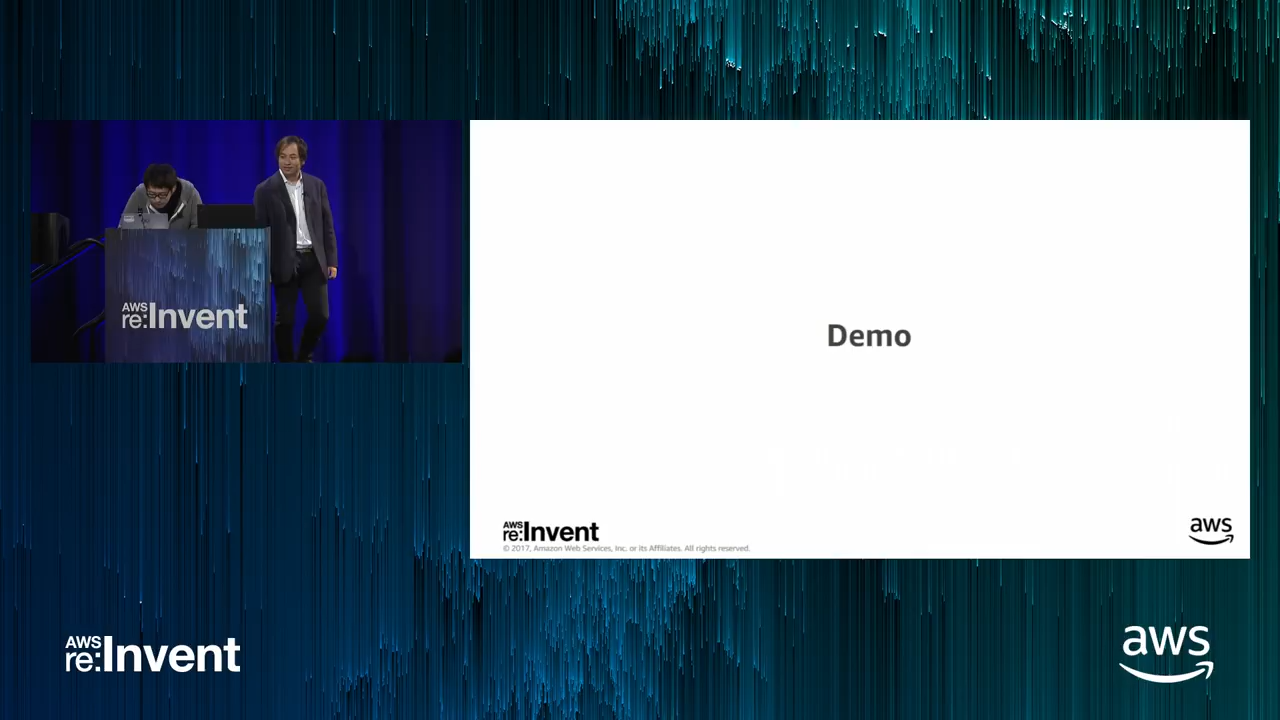 AWS
re:Invent
Demo
AWS
re:Invent
aws
© 2017, Amazon Web Services, Inc. or its Affiliates. All rights reserved.
AWS
re:Invent
aws